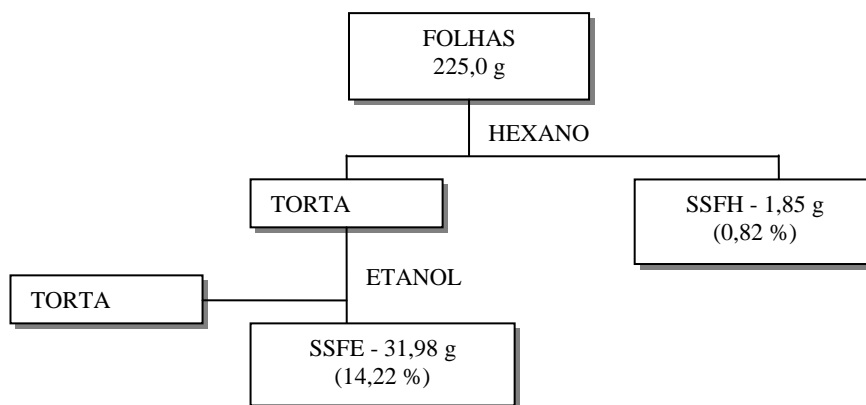 FOLHAS
225,0 g
HEXANO
TORTA
SSFH - 1,85 g
(0,82 %)
ETANOL
TORTA
SSFE - 31,98 g
(14,22 %)